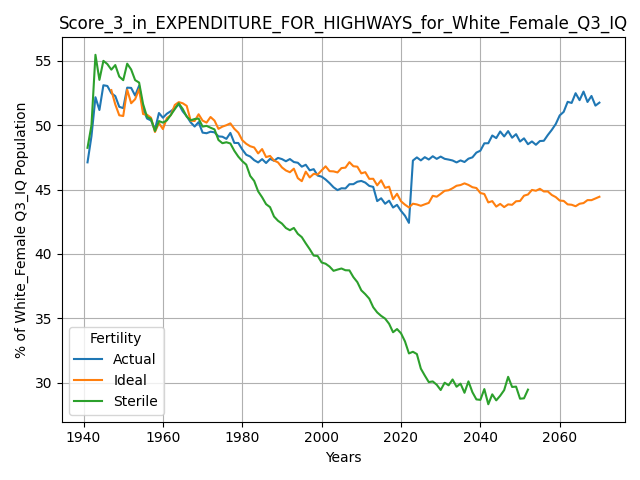 Score_3_in_EXPENDITURE_FOR_HIGHWAYS_for_White_Female_Q3_IQ
% of White_Female Q3_IQ Population
55
50
45
40
35
30
Fertility
Actual
Ideal
Sterile
1940
1960
1980
2000
2020
2040
2060
Years